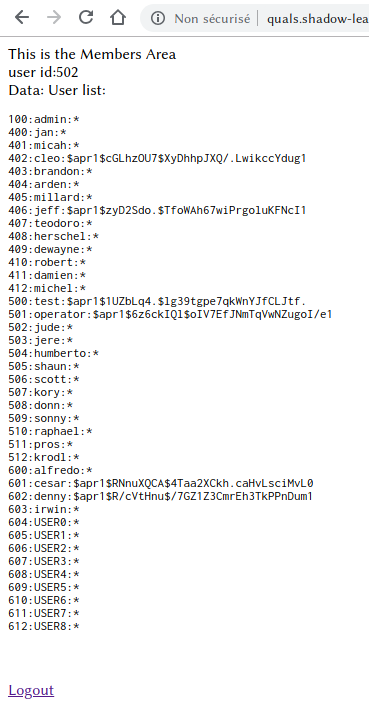 Non sécurisé | quals.shadow-lea
This is the Members Area
user id:502
Data: User list:
100:admin:*
400:jan:*
401:micah:*
402:cleo:$apr1$cGLhzOU7$XyDhhpJXQ/.LwikccYdug1
403:brandon:*
404:arden:*
405:millard:*
406:jeff:$apr1$zyD2Sdo.$TfoWAh67wiPrgoluKFNcI1
407:teodoro:*
408:herschel:*
409:dewayne:*
410:robert:*
411:damien:*
412:michel:*
500:test:$apr1$1UZbLq4.$lg39tgpe7qkWnYJfCLJtf.
501:operator:$apr1$6z6ckIQl$oIV7EfJNmTqVwNZugoI/e1
502:jude:*
503:jere:*
504:humberto:*
505:shaun:*
506:scott:*
507:kory:*
508:donn:*
509:sonny:*
510:raphael:*
511:pros:*
512:krodl:*
600:alfredo:*
601:cesar:$apr1$RNnuXQCA$4Taa2XCkh.caHvLsciMvL0
602:denny:$apr1$R/cVtHnu$/7GZ1Z3CmrEh3TkPPnDum1
603:irwin:*
604:USER0:*
605:USER1:*
606:USER2:*
607:USER3:*
608:USER4:*
609:USER5:*
610:USER6:*
611:USER7:*
612:USER8:*
Logout